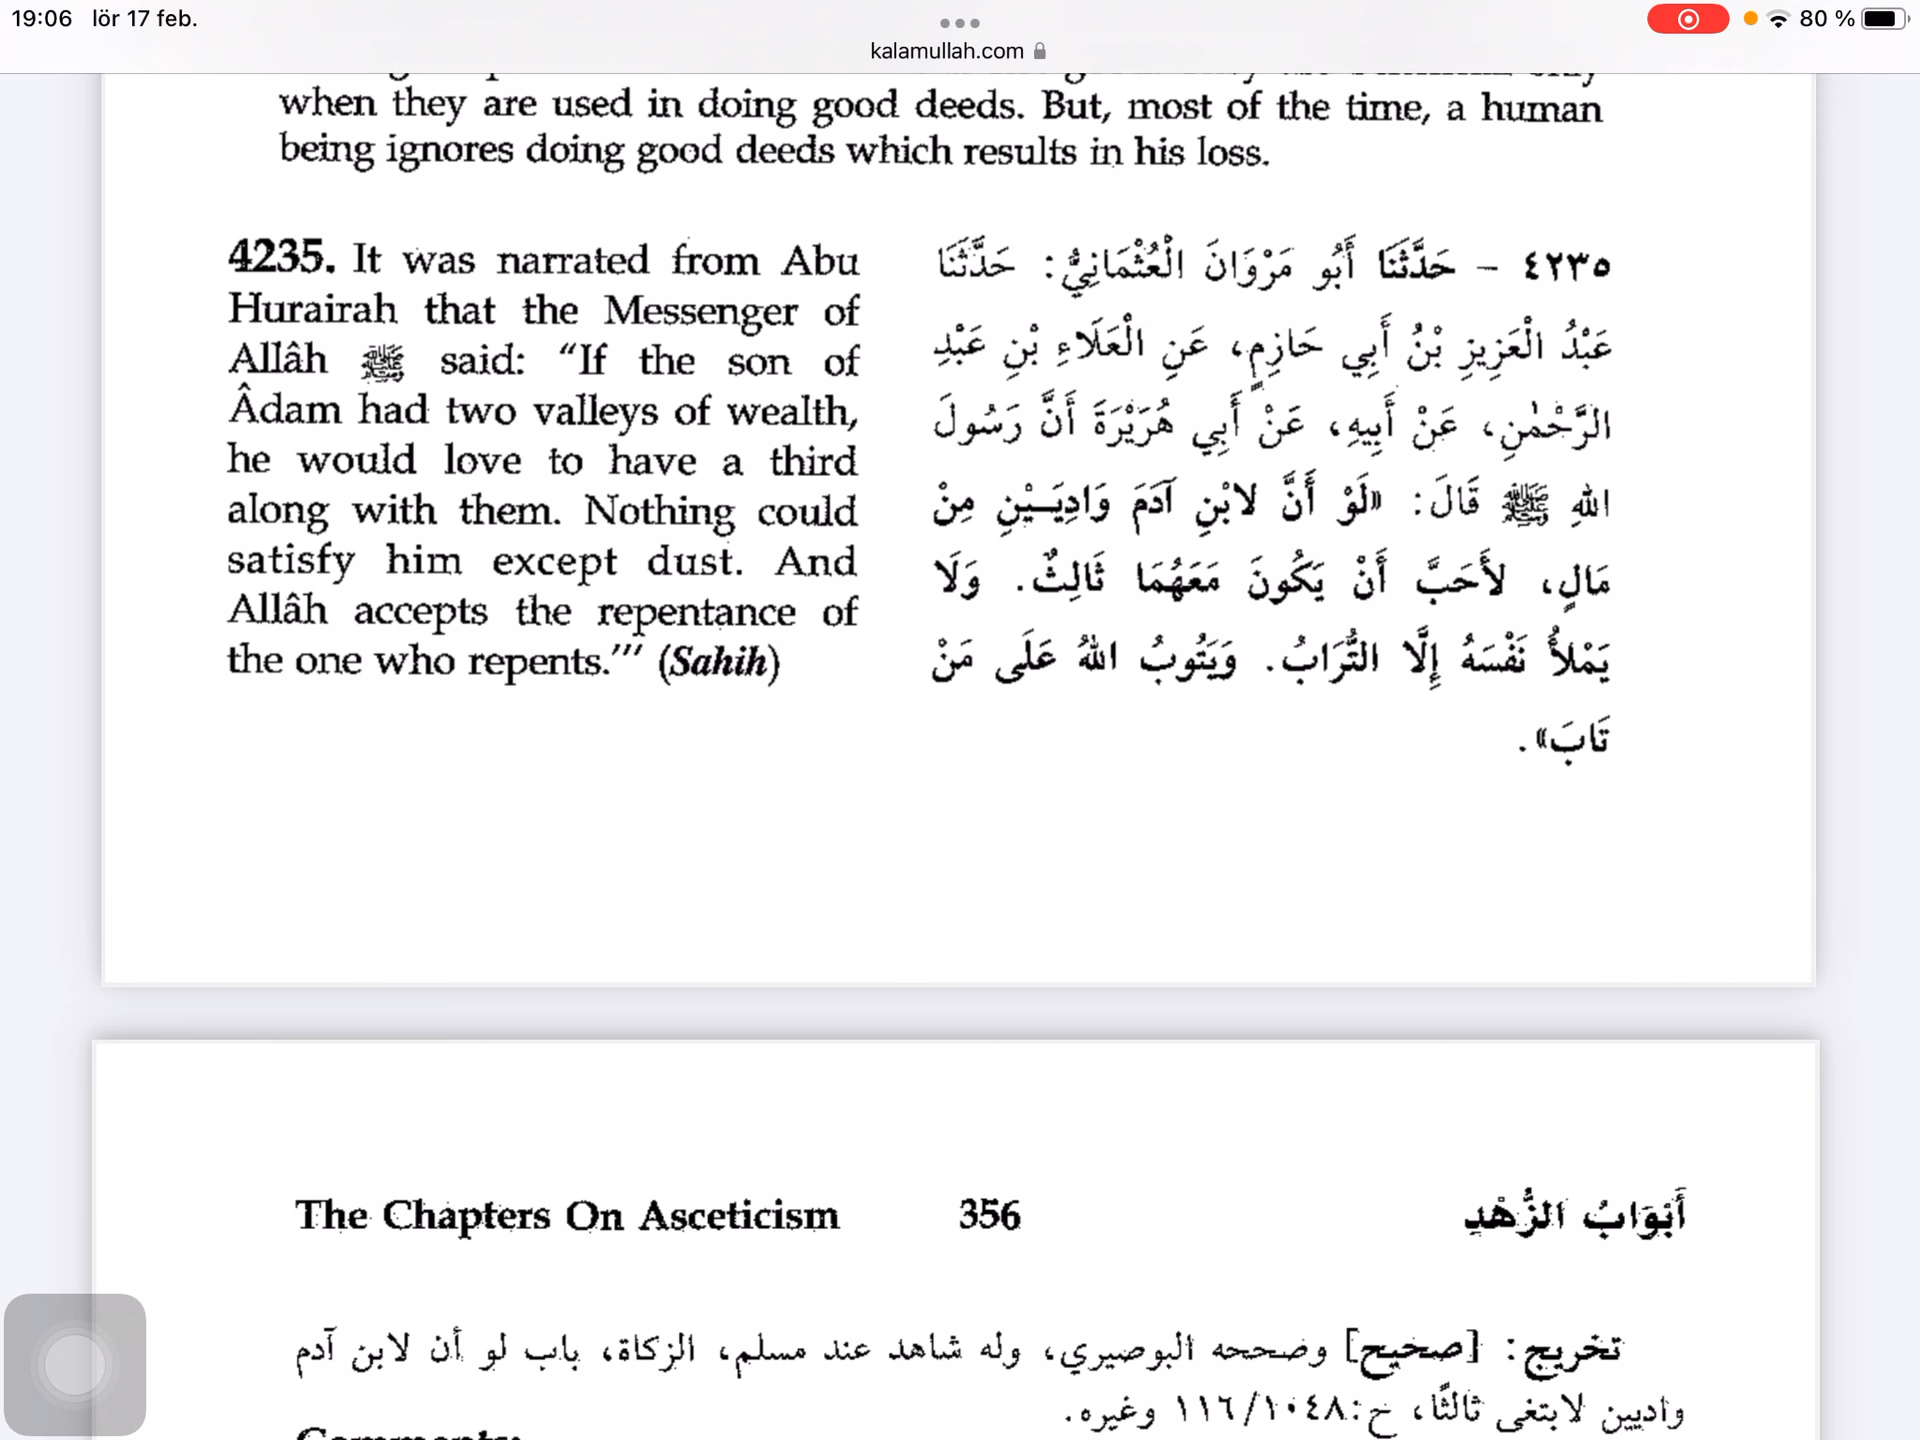 19:06 lör 17 feb.
80 %
kalamullah.com
when they are used in doing good deeds. But, most of the time, a human
being ignores doing good deeds which results in his loss.
4235. It was narrated from Abu
Hurairah that the Messenger of
Allâh ﷺ said: “If the son of
Âdam had two valleys of wealth,
he would love to have a third
along with them. Nothing could
satisfy him except dust. And
Allâh accepts the repentance of
the one who repents.’” (Sahih)
٤٢٣٥ – حَدَّثَنَا أَبُو مَرْوَانَ الْعُثْمَانِيُّ: حَدَّثَنَا
عَبْدُ الْعَزِيزِ بْنُ أَبِي حَازِمٍ، عَنِ الْعَلَاءِ بْنِ عَبْدِ
الرَّحْمٰنِ، عَنْ أَبِيهِ، عَنْ أَبِي هُرَيْرَةَ أَنَّ رَسُولَ
اللهِ ﷺ قَالَ: «لَوْ أَنَّ لابْنِ آدَمَ وَادِيَـيْنِ مِنْ
مَالٍ، لأَحَبَّ أَنْ يَكُونَ مَعَهُمَا ثَالِثٌ. وَلَا
يَمْلأُ نَفْسَهُ إِلَّا التُّرَابُ. وَيَتُوبُ اللهُ عَلَى مَنْ
تَابَ».
The Chapters On Asceticism 356 أَبْوَابُ الزُّهْدِ
تخريج: [صحيح] وصححه البوصيري، وله شاهد عند مسلم، الزكاة، باب لو أن لابن آدم
واديين لابتغى ثالثًا، ح:١١٦/١٠٤٨ وغيره.